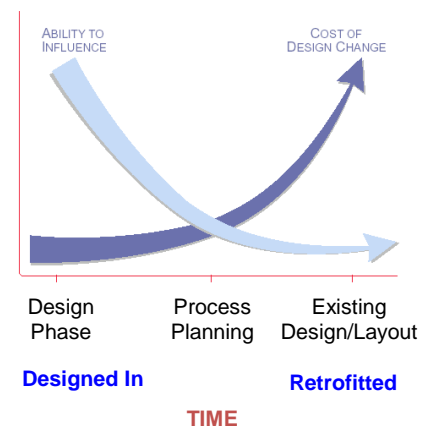 ABILITY TO
INFLUENCE
COST OF
DESIGN CHANGE
Design
Phase
Process
Planning
Existing
Design/Layout
Designed In
Retrofitted
TIME